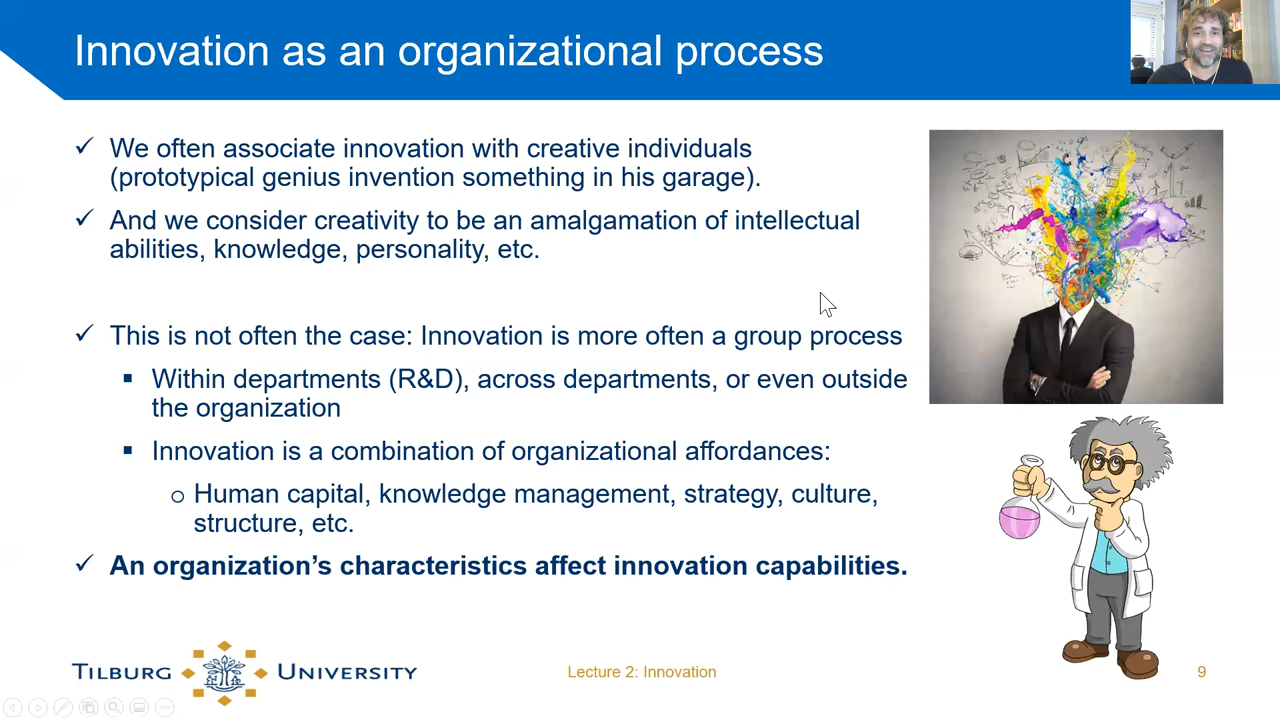 Innovation as an organizational process
We often associate innovation with creative individuals
(prototypical genius invention something in his garage).
And we consider creativity to be an amalgamation of intellectual
abilities, knowledge, personality, etc.
This is not often the case: Innovation is more often a group process
Within departments (R&D), across departments, or even outside
the organization
Innovation is a combination of organizational affordances:
Human capital, knowledge management, strategy, culture,
structure, etc.
An organization’s characteristics affect innovation capabilities.
TILBURG UNIVERSITY
Lecture 2: Innovation
9